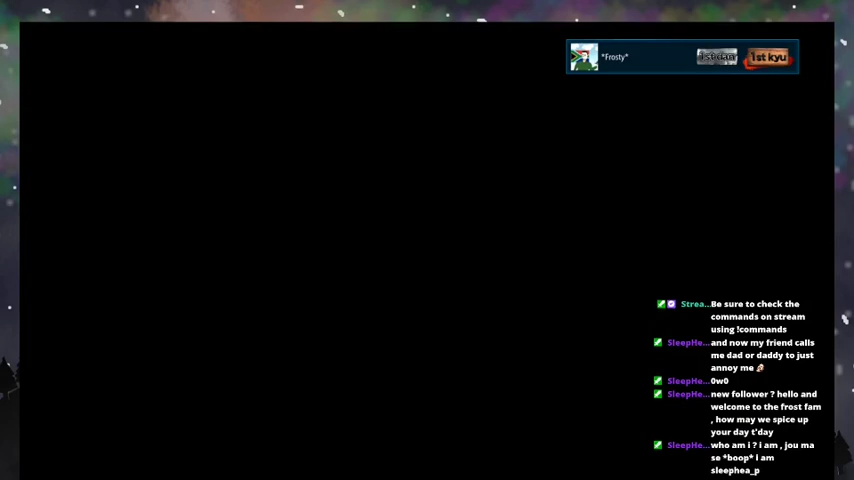 *Frosty*
1st dan
1st kyu
Strea...Be sure to check the
commands on stream
using !commands
SleepHe...and now my friend calls
me dad or daddy to just
annoy me
SleepHe...0w0
SleepHe...new follower ? hello and
welcome to the frost fam
, how may we spice up
your day t'day
SleepHe...who am i ? i am , jou ma
se *boop* i am
sleephea_p